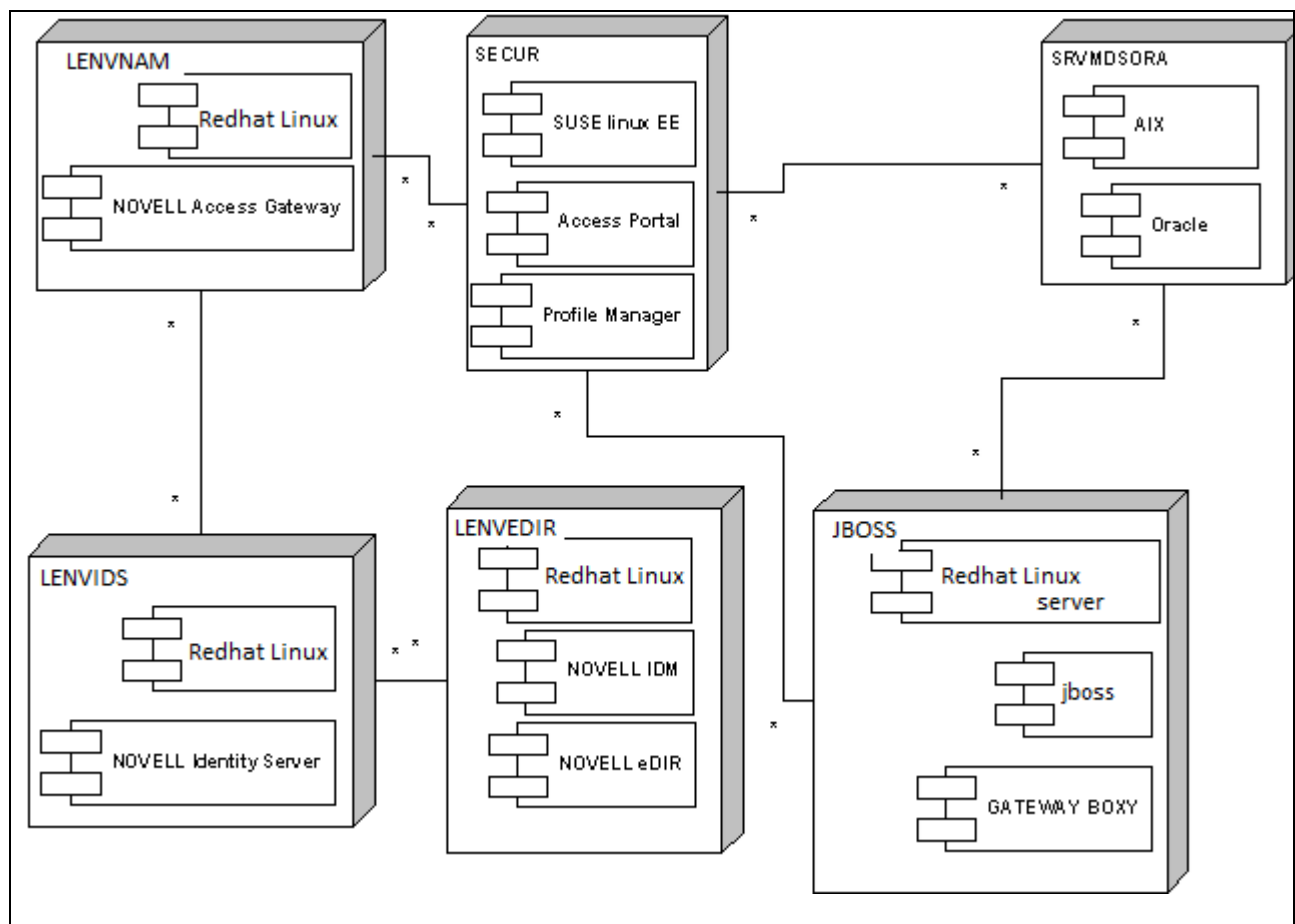 LENVNAM
Redhat Linux
NOVELL Access Gateway
*
*
*
*
SECUR
SUSE linux EE
Access Portal
Profile Manager
*
*
*
*
SRVMDSORA
AIX
Oracle
*
*
LENVIDS
Redhat Linux
NOVELL Identity Server
* *
LENVEDIR
Redhat Linux
NOVELL IDM
NOVELL eDIR
JBOSS
Redhat Linux
server
jboss
GATEWAY BOXY